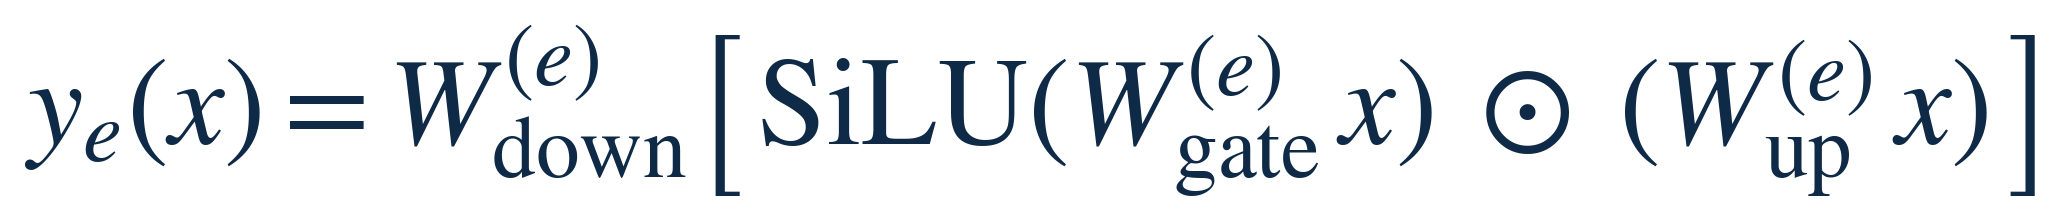 y_e(x) = W_down^(e) [ SiLU(W_gate^(e) x) ⊙ (W_up^(e) x) ]